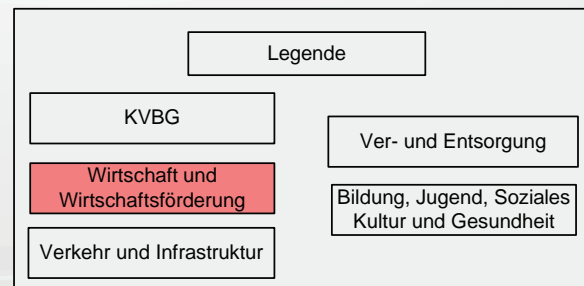 Legende
KVBG
Wirtschaft und
Wirtschaftsförderung
Verkehr und Infrastruktur
Ver- und Entsorgung
Bildung, Jugend, Soziales
Kultur und Gesundheit